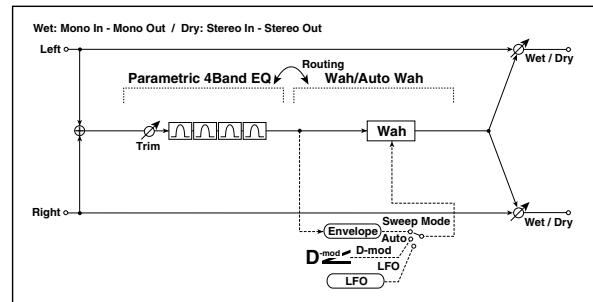 Wet: Mono In - Mono Out / Dry: Stereo In - Stereo Out
Left
Wet / Dry
Routing
Parametric 4Band EQ
Wah/Auto Wah
Trim
Wah
Right
Wet / Dry
Sweep Mode
Envelope
Auto
D-mod
D-mod
LFO
LFO